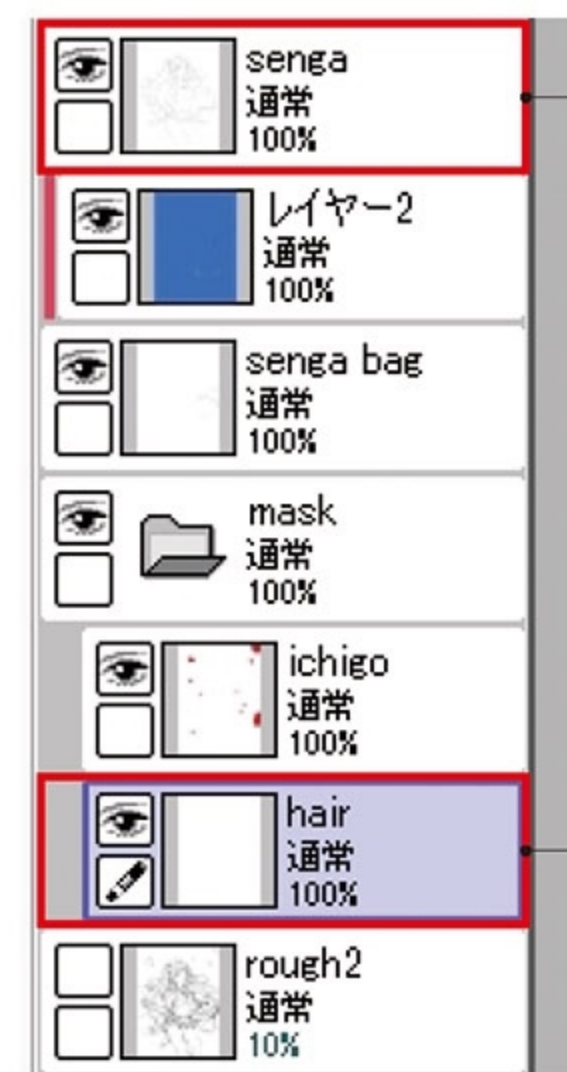 senga
通常
100%
レイヤー2
通常
100%
senga bag
通常
100%
mask
通常
100%
ichigo
通常
100%
hair
通常
100%
rough2
通常
10%